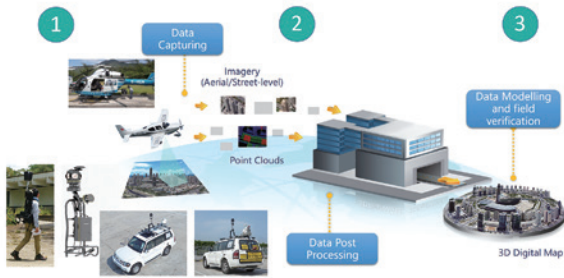 1
2
3
Data
Capturing
Imagery
(Aerial/Street-level)
Point Clouds
Data Modelling
and field
verification
Data Post
Processing
3D Digital Map